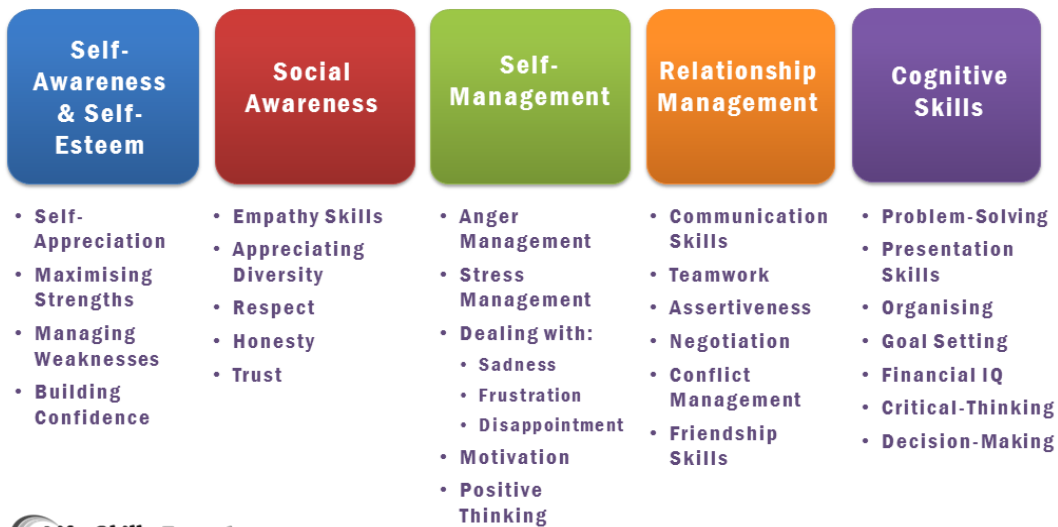 Self-
Awareness
& Self-
Esteem
Social
Awareness
Self-
Management
Relationship
Management
Cognitive
Skills
• Self-
Appreciation
• Maximising
Strengths
• Managing
Weaknesses
• Building
Confidence
• Empathy Skills
• Appreciating
Diversity
• Respect
• Honesty
• Trust
• Anger
Management
• Stress
Management
• Dealing with:
• Sadness
• Frustration
• Disappointment
• Motivation
• Positive
Thinking
• Communication
Skills
• Teamwork
• Assertiveness
• Negotiation
• Conflict
Management
• Friendship
Skills
• Problem-Solving
• Presentation
Skills
• Organising
• Goal Setting
• Financial IQ
• Critical-Thinking
• Decision-Making